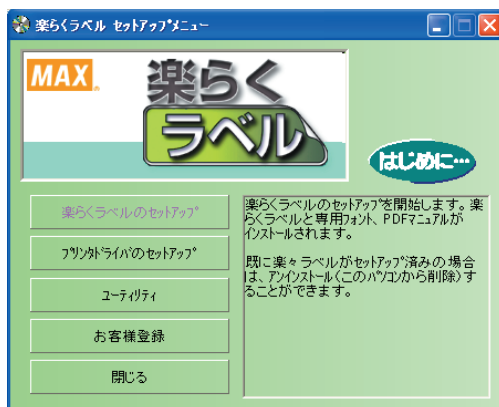 楽らくラベル ｾｯﾄｱｯﾌﾟﾒﾆｭｰ
MAX
楽らく
ラベル
はじめに…
楽らくラベルのｾｯﾄｱｯﾌﾟ
ﾌﾟﾘﾝﾀﾄﾞﾗｲﾊﾞのｾｯﾄｱｯﾌﾟ
ﾕｰﾃｨﾘﾃｨ
お客様登録
閉じる
楽らくラベルのｾｯﾄｱｯﾌﾟを開始します。楽
らくラベルと専用ﾌｫﾝﾄ、PDFﾏﾆｭｱﾙが
ｲﾝｽﾄｰﾙされます。
既に楽々ラベルがｾｯﾄｱｯﾌﾟ済みの場合
は、ｱﾝｲﾝｽﾄｰﾙ(このﾊﾟｿｺﾝから削除)す
ることができます。